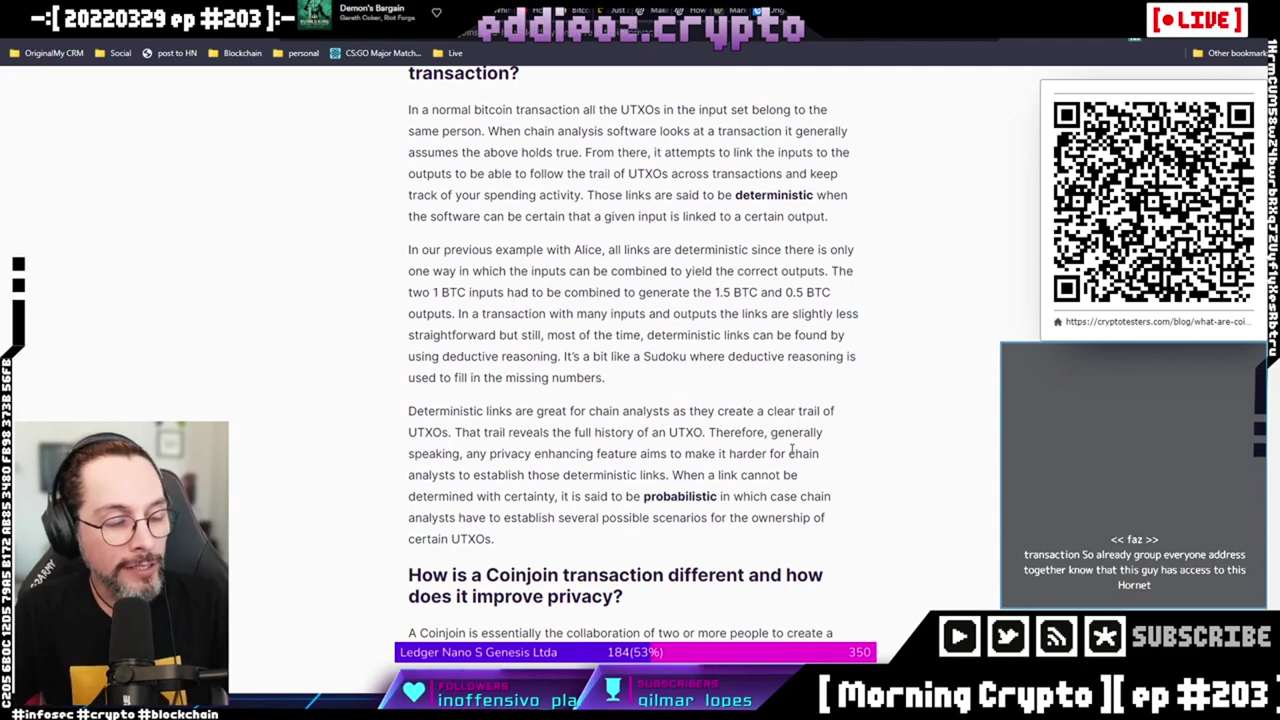 -:[ 20220329 ep #203 ]:-
Demon's Bargain
Gareth Coker, Riot Forge
eddieoz.crypto
[ LIVE ]
OriginalMy CRM
Social
post to HN
Blockchain
personal
CS:GO Major Match...
Live
Other bookmark
transaction?
In a normal bitcoin transaction all the UTXOs in the input set belong to the
same person. When chain analysis software looks at a transaction it generally
assumes the above holds true. From there, it attempts to link the inputs to the
outputs to be able to follow the trail of UTXOs across transactions and keep
track of your spending activity. Those links are said to be deterministic when
the software can be certain that a given input is linked to a certain output.
In our previous example with Alice, all links are deterministic since there is only
one way in which the inputs can be combined to yield the correct outputs. The
two 1 BTC inputs had to be combined to generate the 1.5 BTC and 0.5 BTC
outputs. In a transaction with many inputs and outputs the links are slightly less
straightforward but still, most of the time, deterministic links can be found by
using deductive reasoning. It's a bit like a Sudoku where deductive reasoning is
used to fill in the missing numbers.
Deterministic links are great for chain analysts as they create a clear trail of
UTXOs. That trail reveals the full history of an UTXO. Therefore, generally
speaking, any privacy enhancing feature aims to make it harder for chain
analysts to establish those deterministic links. When a link cannot be
determined with certainty, it is said to be probabilistic in which case chain
analysts have to establish several possible scenarios for the ownership of
certain UTXOs.
How is a Coinjoin transaction different and how
does it improve privacy?
A Coinjoin is essentially the collaboration of two or more people to create a
https://cryptotesters.com/blog/what-are-coi...
<< faz >>
transaction So already group everyone address
together know that this guy has access to this
Hornet
Ledger Nano S Genesis Ltda
184(53%)
350
FOLLOWERS
inoffensivo_pla
SUBSCRIBERS
gilmar_lopes
SUBSCRIBE
[ Morning Crypto ][ ep #203 ]
#infosec #crypto #blockchain